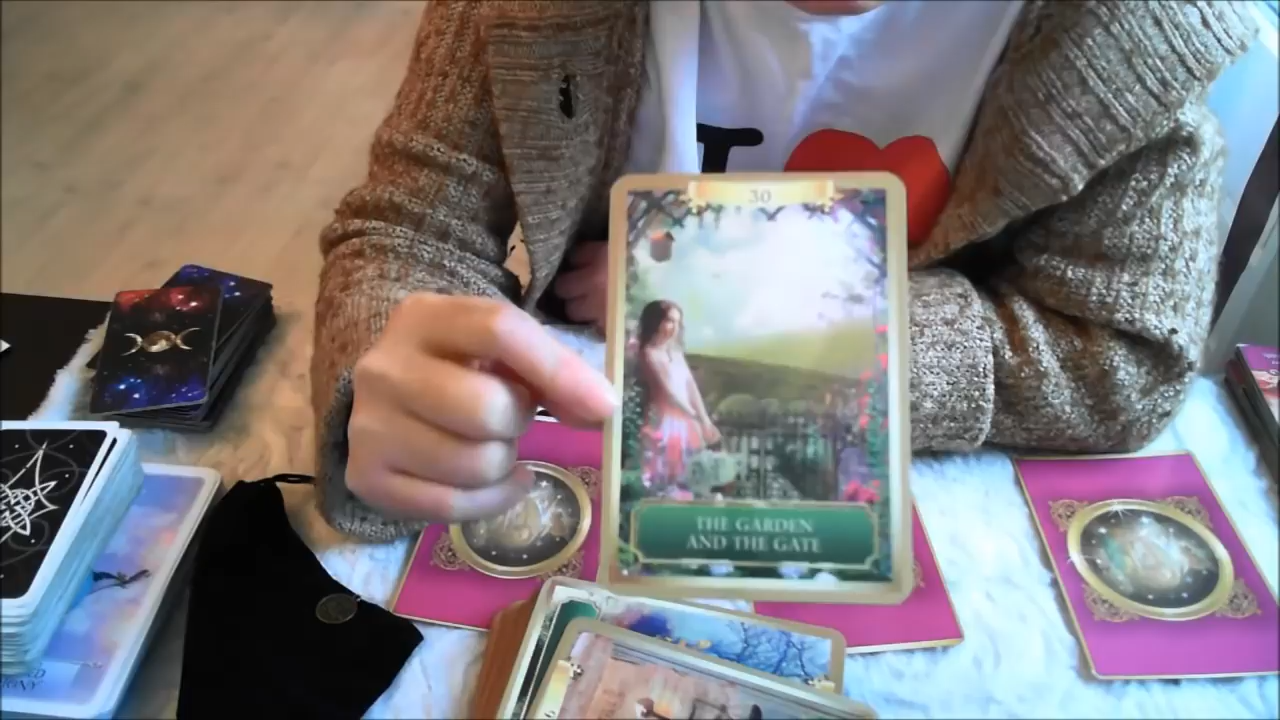 I
30
THE GARDEN
AND THE GATE